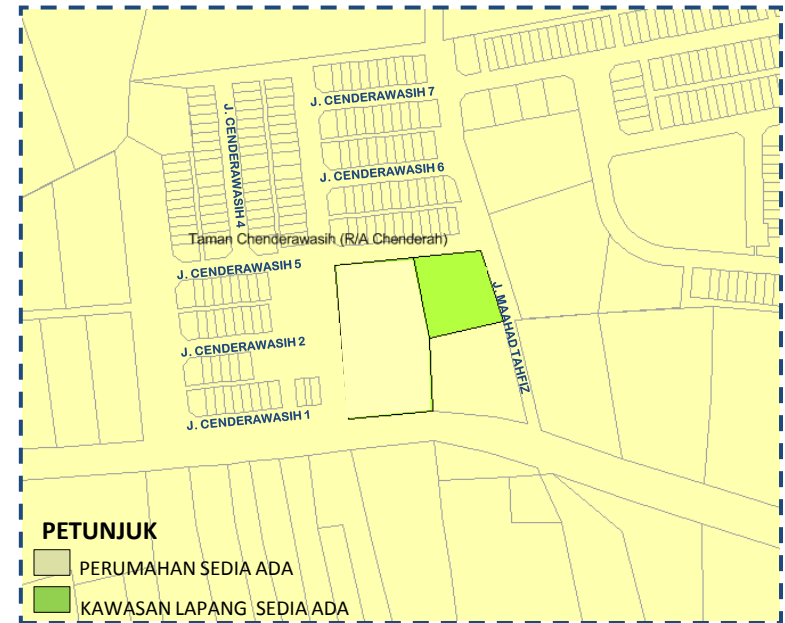 J. CENDERAWASIH 7
J. CENDERAWASIH 4
J. CENDERAWASIH 6
Taman Chenderawasih (R/A Chenderah)
J. CENDERAWASIH 5
J. MAAHAD TAHFIZ
J. CENDERAWASIH 2
J. CENDERAWASIH 1
PETUNJUK
PERUMAHAN SEDIA ADA
KAWASAN LAPANG SEDIA ADA